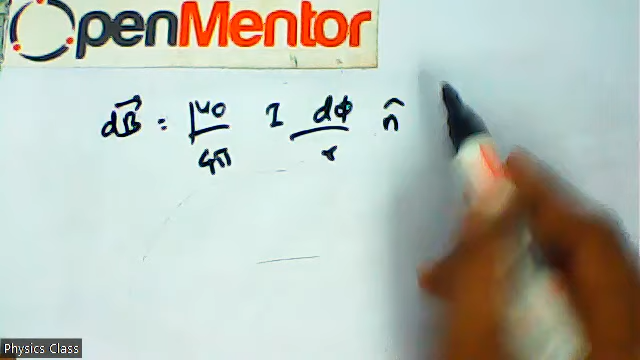 OpenMentor
dB⃗ = μ0/4π I dφ/r n̂
Physics Class